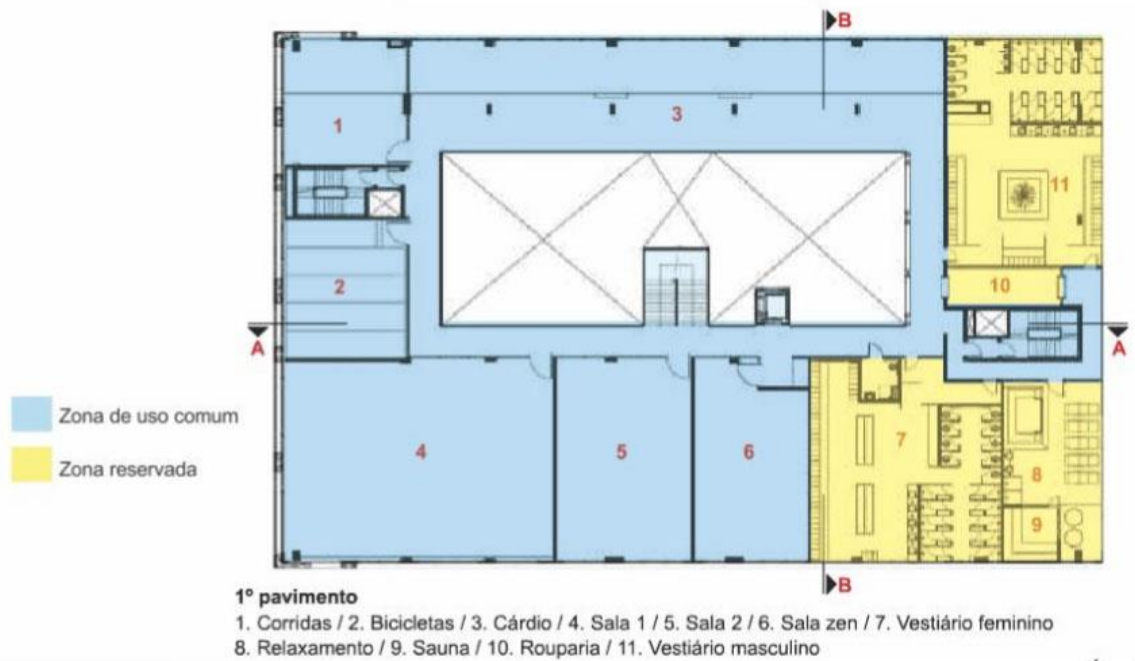 B
1
3
11
2
10
A
A
Zona de uso comum
Zona reservada
4
5
6
7
8
9
B
1º pavimento
1. Corridas / 2. Bicicletas / 3. Cárdio / 4. Sala 1 / 5. Sala 2 / 6. Sala zen / 7. Vestiário feminino
8. Relaxamento / 9. Sauna / 10. Rouparia / 11. Vestiário masculino